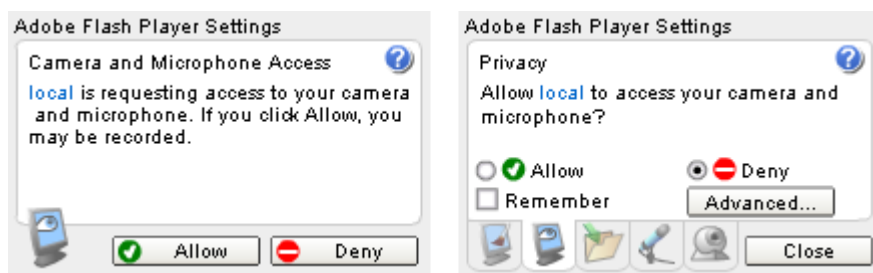 Adobe Flash Player Settings
Camera and Microphone Access
local is requesting access to your camera
and microphone. If you click Allow, you
may be recorded.
Allow
Deny
Adobe Flash Player Settings
Privacy
Allow local to access your camera and
microphone?
Allow
Deny
Remember
Advanced...
Close